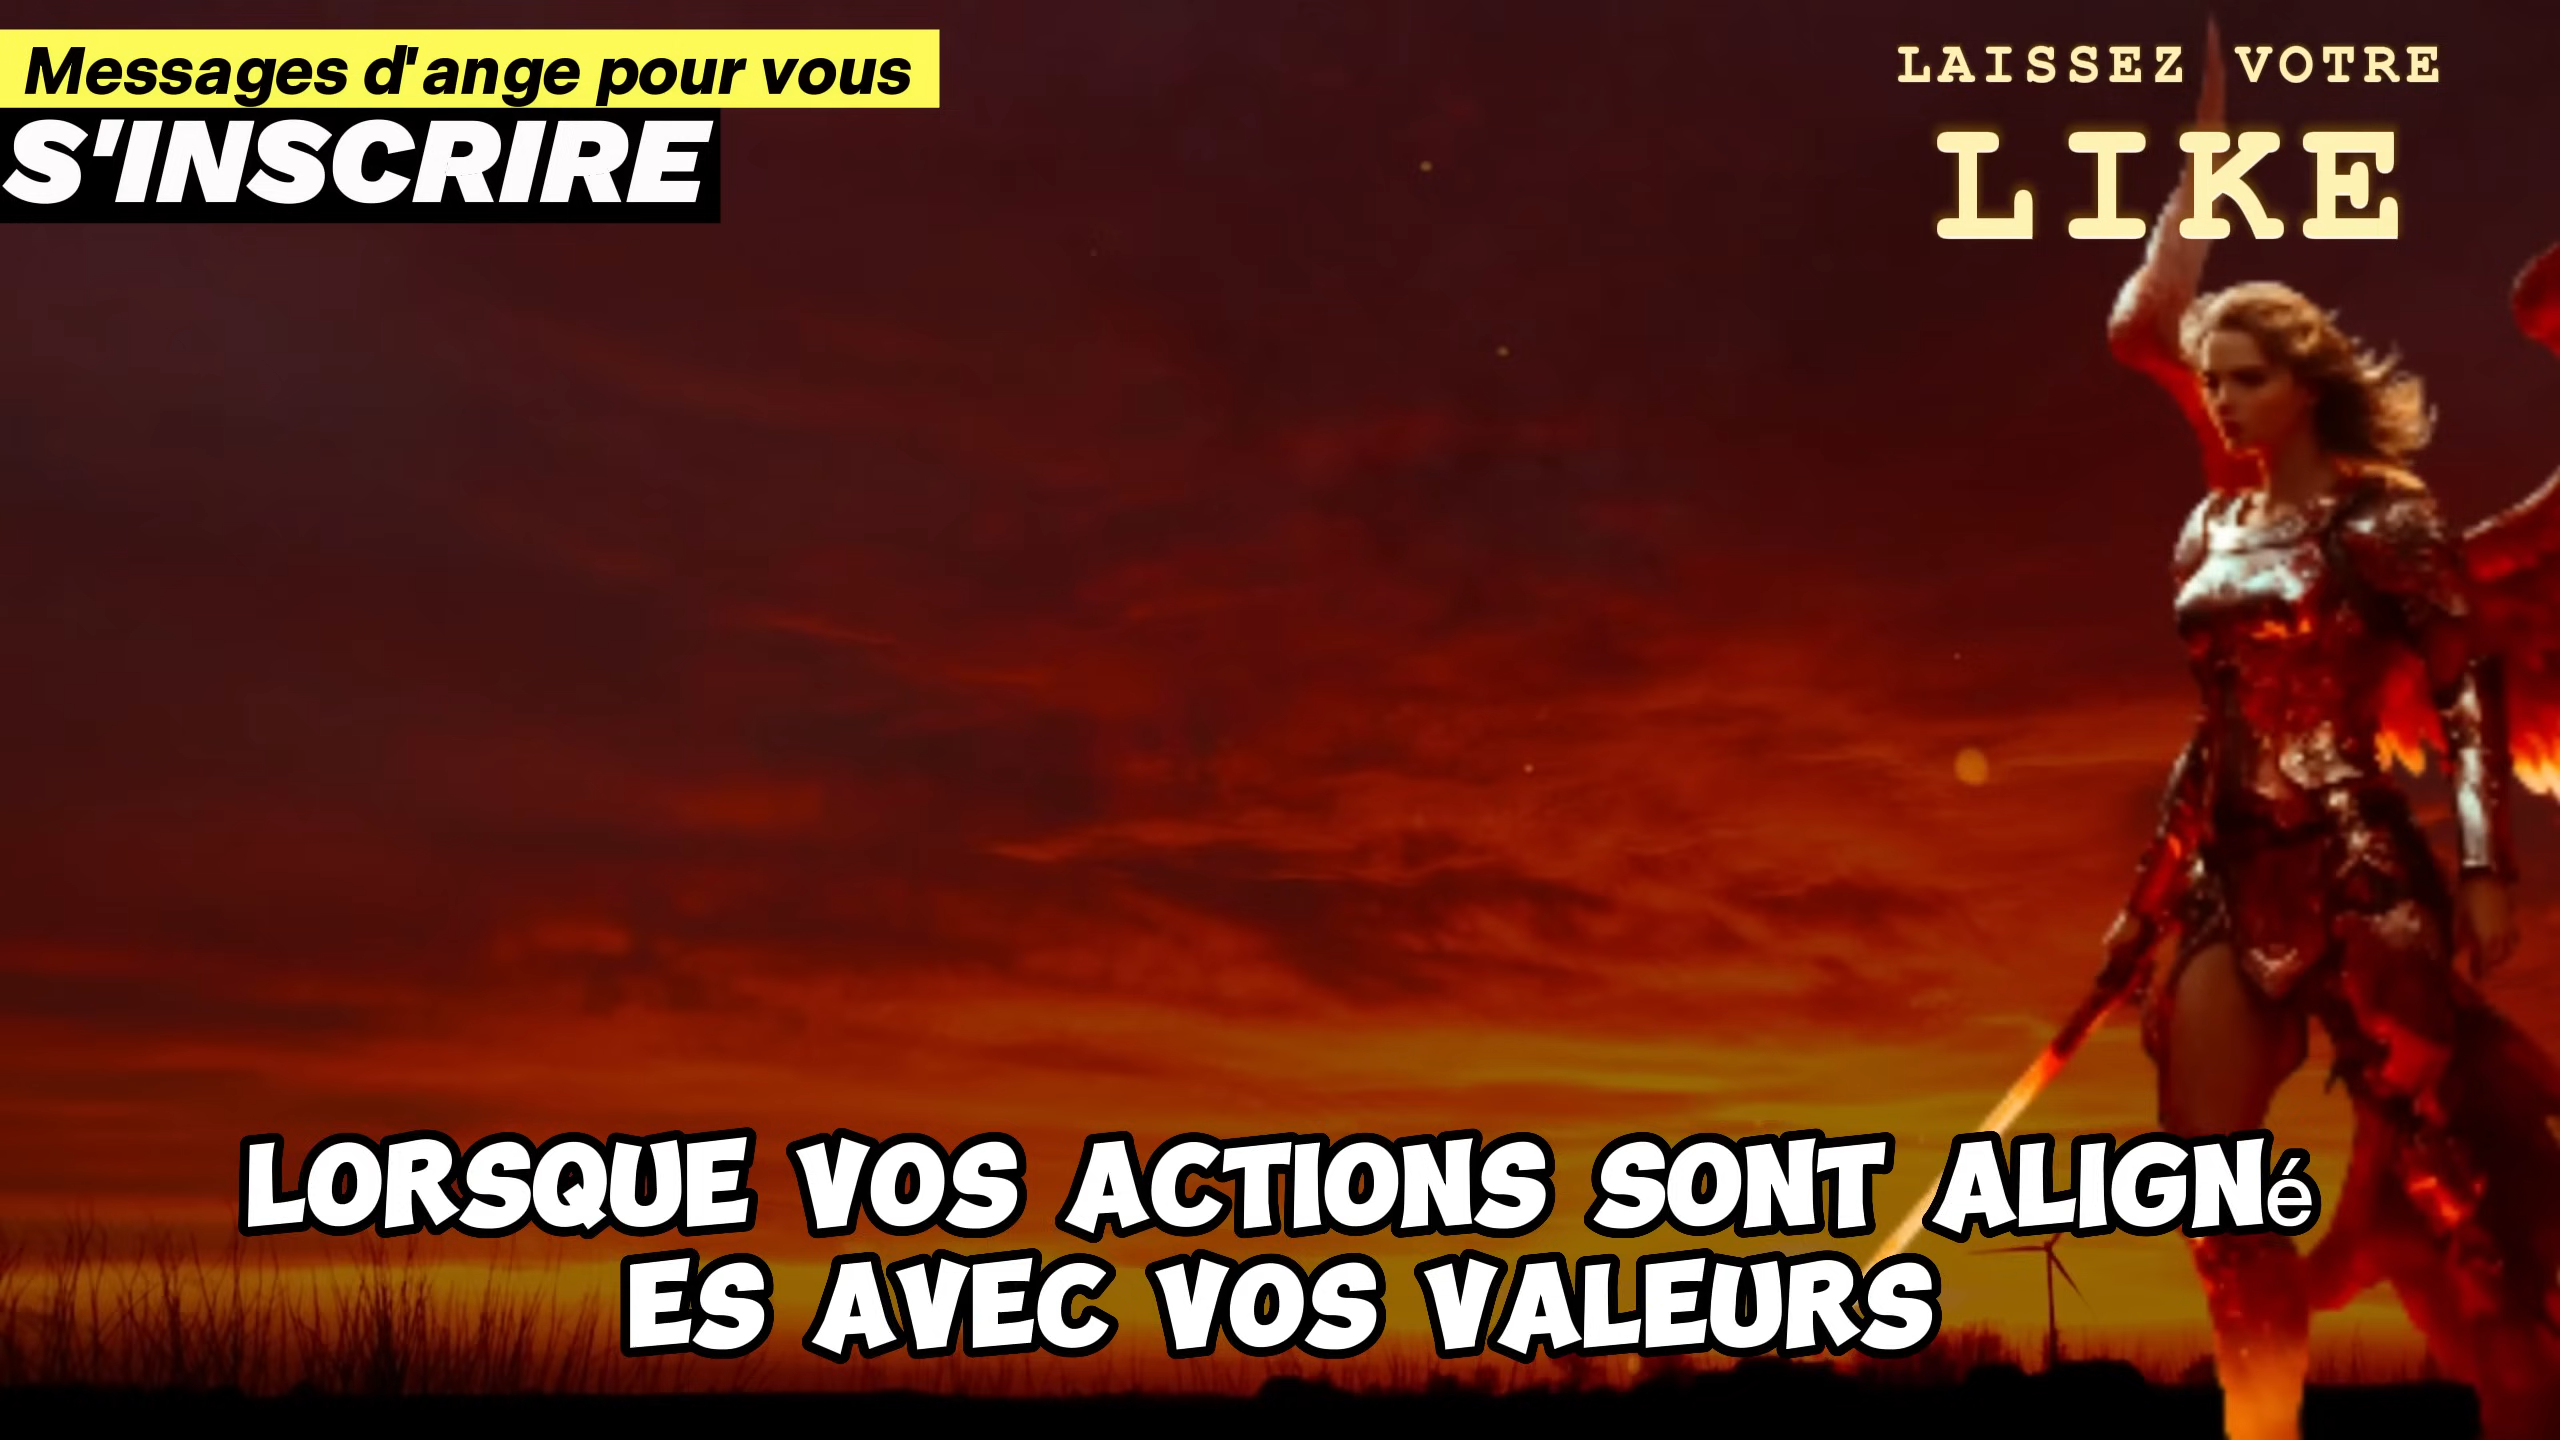 Messages d'ange pour vous
S'INSCRIRE
LAISSEZ VOTRE
LIKE
LORSQUE VOS ACTIONS SONT ALIGNé
ES AVEC VOS VALEURS